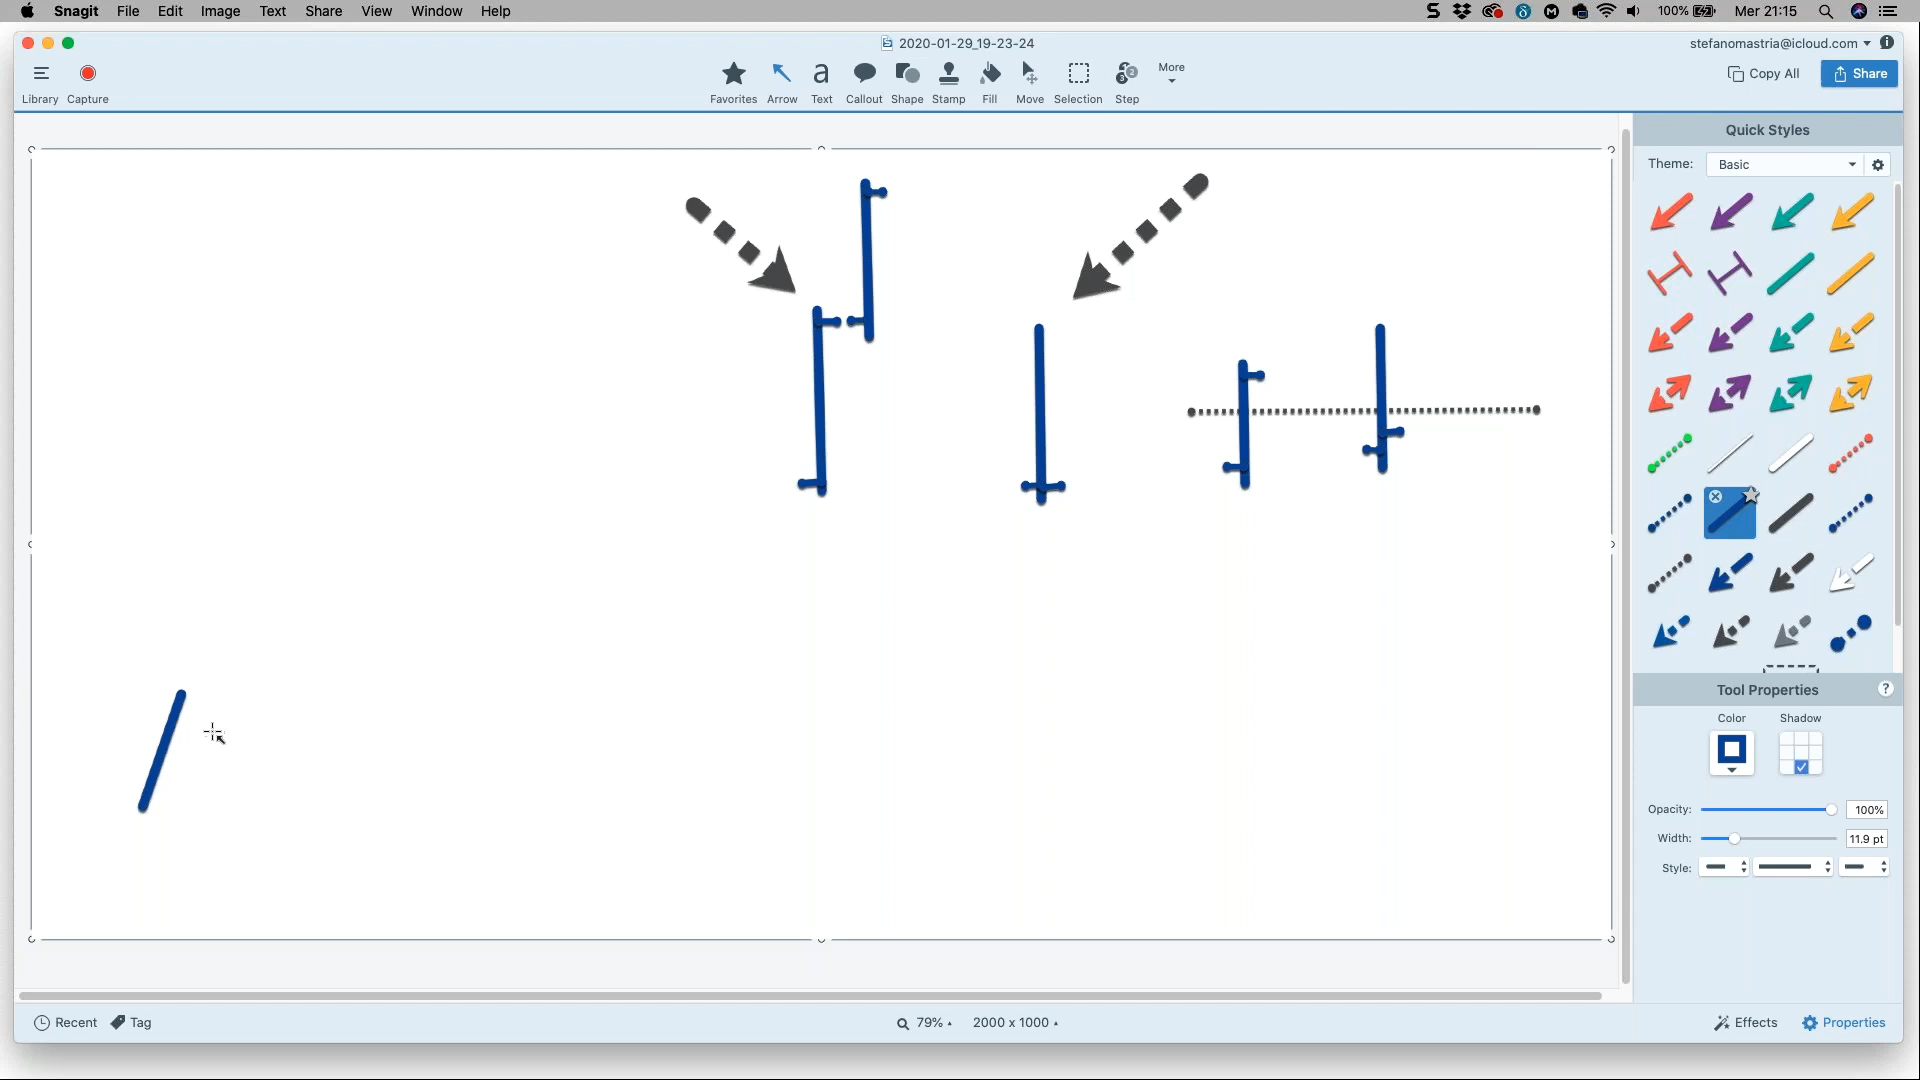 Snagit File Edit Image Text Share View Window Help
100% Mer 21:15
2020-01-29_19-23-24
stefanomastria@icloud.com
Library Capture
Favorites Arrow Text Callout Shape Stamp Fill Move Selection Step More
Copy All Share
Quick Styles
Theme: Basic
Tool Properties ?
Color Shadow
Opacity: 100%
Width: 11.9 pt
Style:
Recent Tag
79% 2000 x 1000
Effects Properties